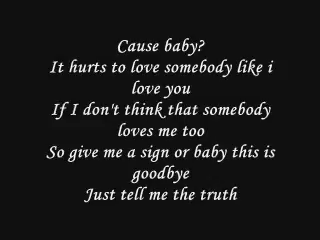 Cause baby?
It hurts to love somebody like i
love you
If I don't think that somebody
loves me too
So give me a sign or baby this is
goodbye
Just tell me the truth